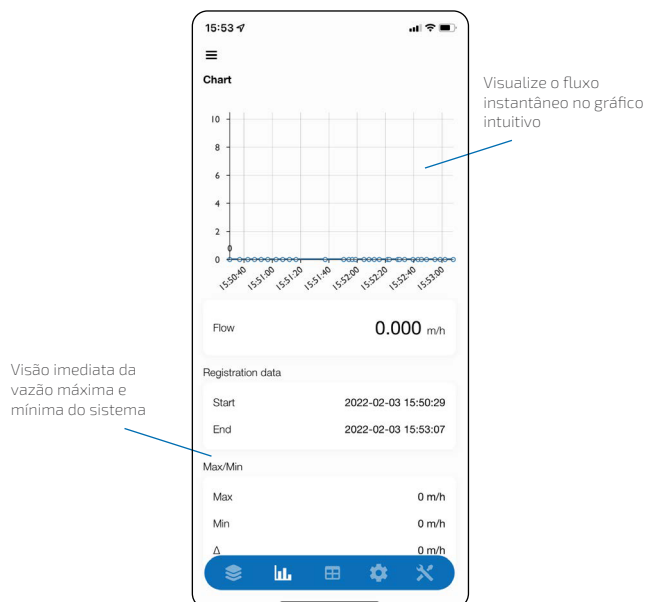 15:53
Chart
Visualize o fluxo
instantâneo no gráfico
intuitivo
10
8
6
4
2
0
0
15:50:40 15:51:00 15:51:20 15:51:40 15:52:00 15:52:20 15:52:40 15:53:00
Flow 0.000 m/h
Visão imediata da
vazão máxima e
mínima do sistema
Registration data
Start 2022-02-03 15:50:29
End 2022-02-03 15:53:07
Max/Min
Max 0 m/h
Min 0 m/h
Δ 0 m/h